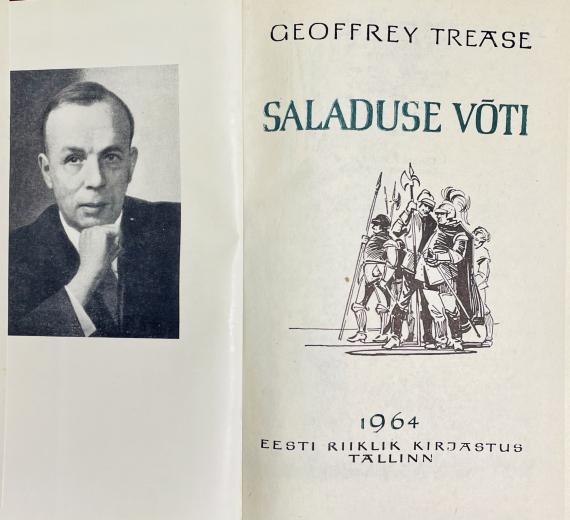 GEOFFREY TREASE
SALADUSE VÕTI
1964
EESTI RIIKLIK KIRJASTUS
TALLINN